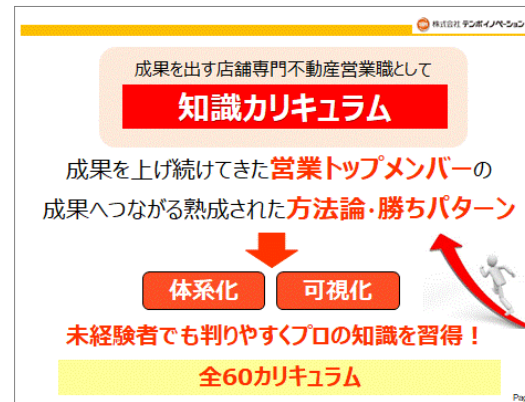 株式会社 テンポイノベーション
成果を出す店舗専門不動産営業職として
知識カリキュラム
成果を上げ続けてきた営業トップメンバーの
成果へつながる熟成された方法論・勝ちパターン
体系化 可視化
未経験者でも判りやすくプロの知識を習得！
全60カリキュラム
Pa